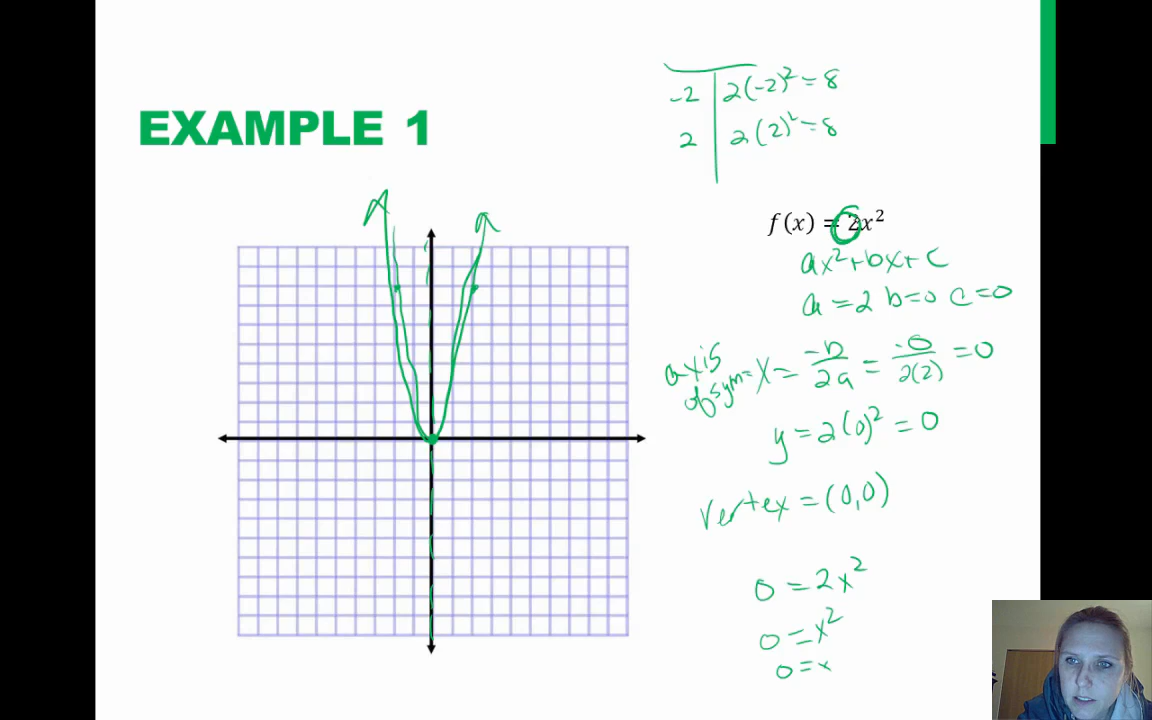 EXAMPLE 1
-2 2(-2)² = 8
2 2(2)² = 8
f(x) = 2x²
ax²+bx+c
a = 2 b=0 c=0
axis of sym = x = -b/2a = -0/2(2) = 0
y = 2(0)² = 0
vertex = (0,0)
0 = 2x²
0 = x²
0 = x